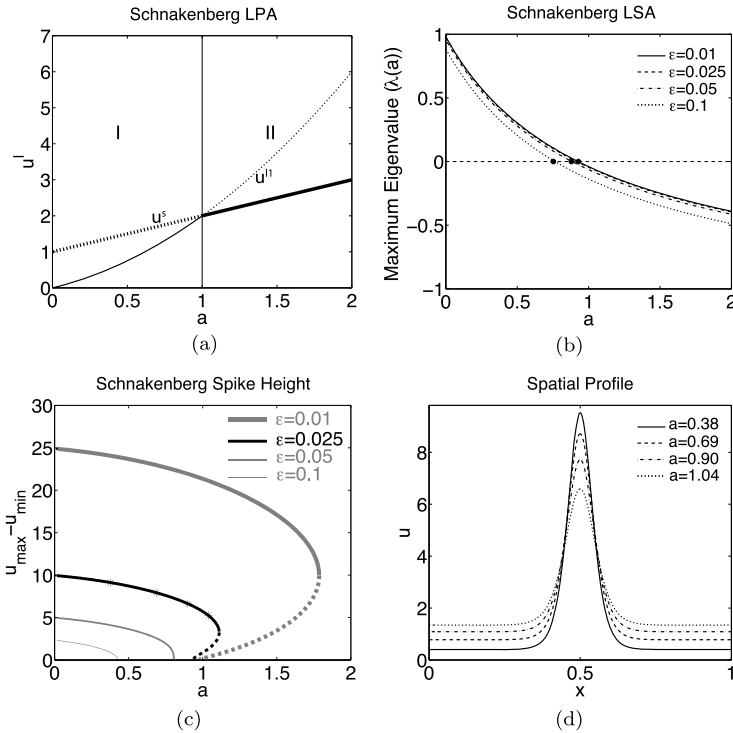 Schnakenberg LPA
7
6
5
4
3
2
1
0
u^l
I
II
u^s
u^l1
0 0.5 1 1.5 2
a
(a)
Schnakenberg LSA
1
0.5
0
−0.5
−1
Maximum Eigenvalue (λ(a))
ε=0.01
ε=0.025
ε=0.05
ε=0.1
0 0.5 1 1.5 2
a
(b)
Schnakenberg Spike Height
30
25
20
15
10
5
0
u_max−u_min
ε=0.01
ε=0.025
ε=0.05
ε=0.1
0 0.5 1 1.5 2
a
(c)
Spatial Profile
8
6
4
2
0
u
a=0.38
a=0.69
a=0.90
a=1.04
0 0.5 1
x
(d)